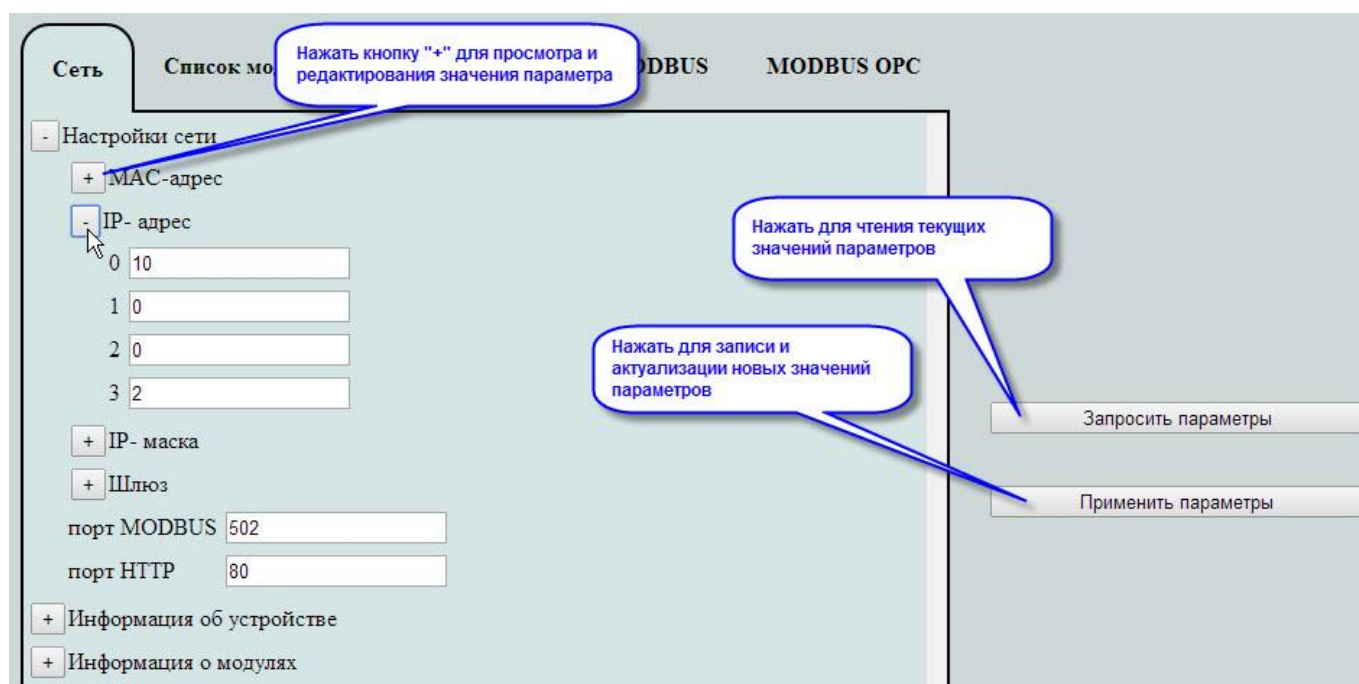 Сеть
Список мо
DBUS
MODBUS OPC
Нажать кнопку "+" для просмотра и
редактирования значения параметра
- Настройки сети
+ MAC-адрес
- IP- адрес
0 10
1 0
2 0
3 2
+ IP- маска
+ Шлюз
порт MODBUS 502
порт HTTP 80
+ Информация об устройстве
+ Информация о модулях
Нажать для чтения текущих
значений параметров
Нажать для записи и
актуализации новых значений
параметров
Запросить параметры
Применить параметры